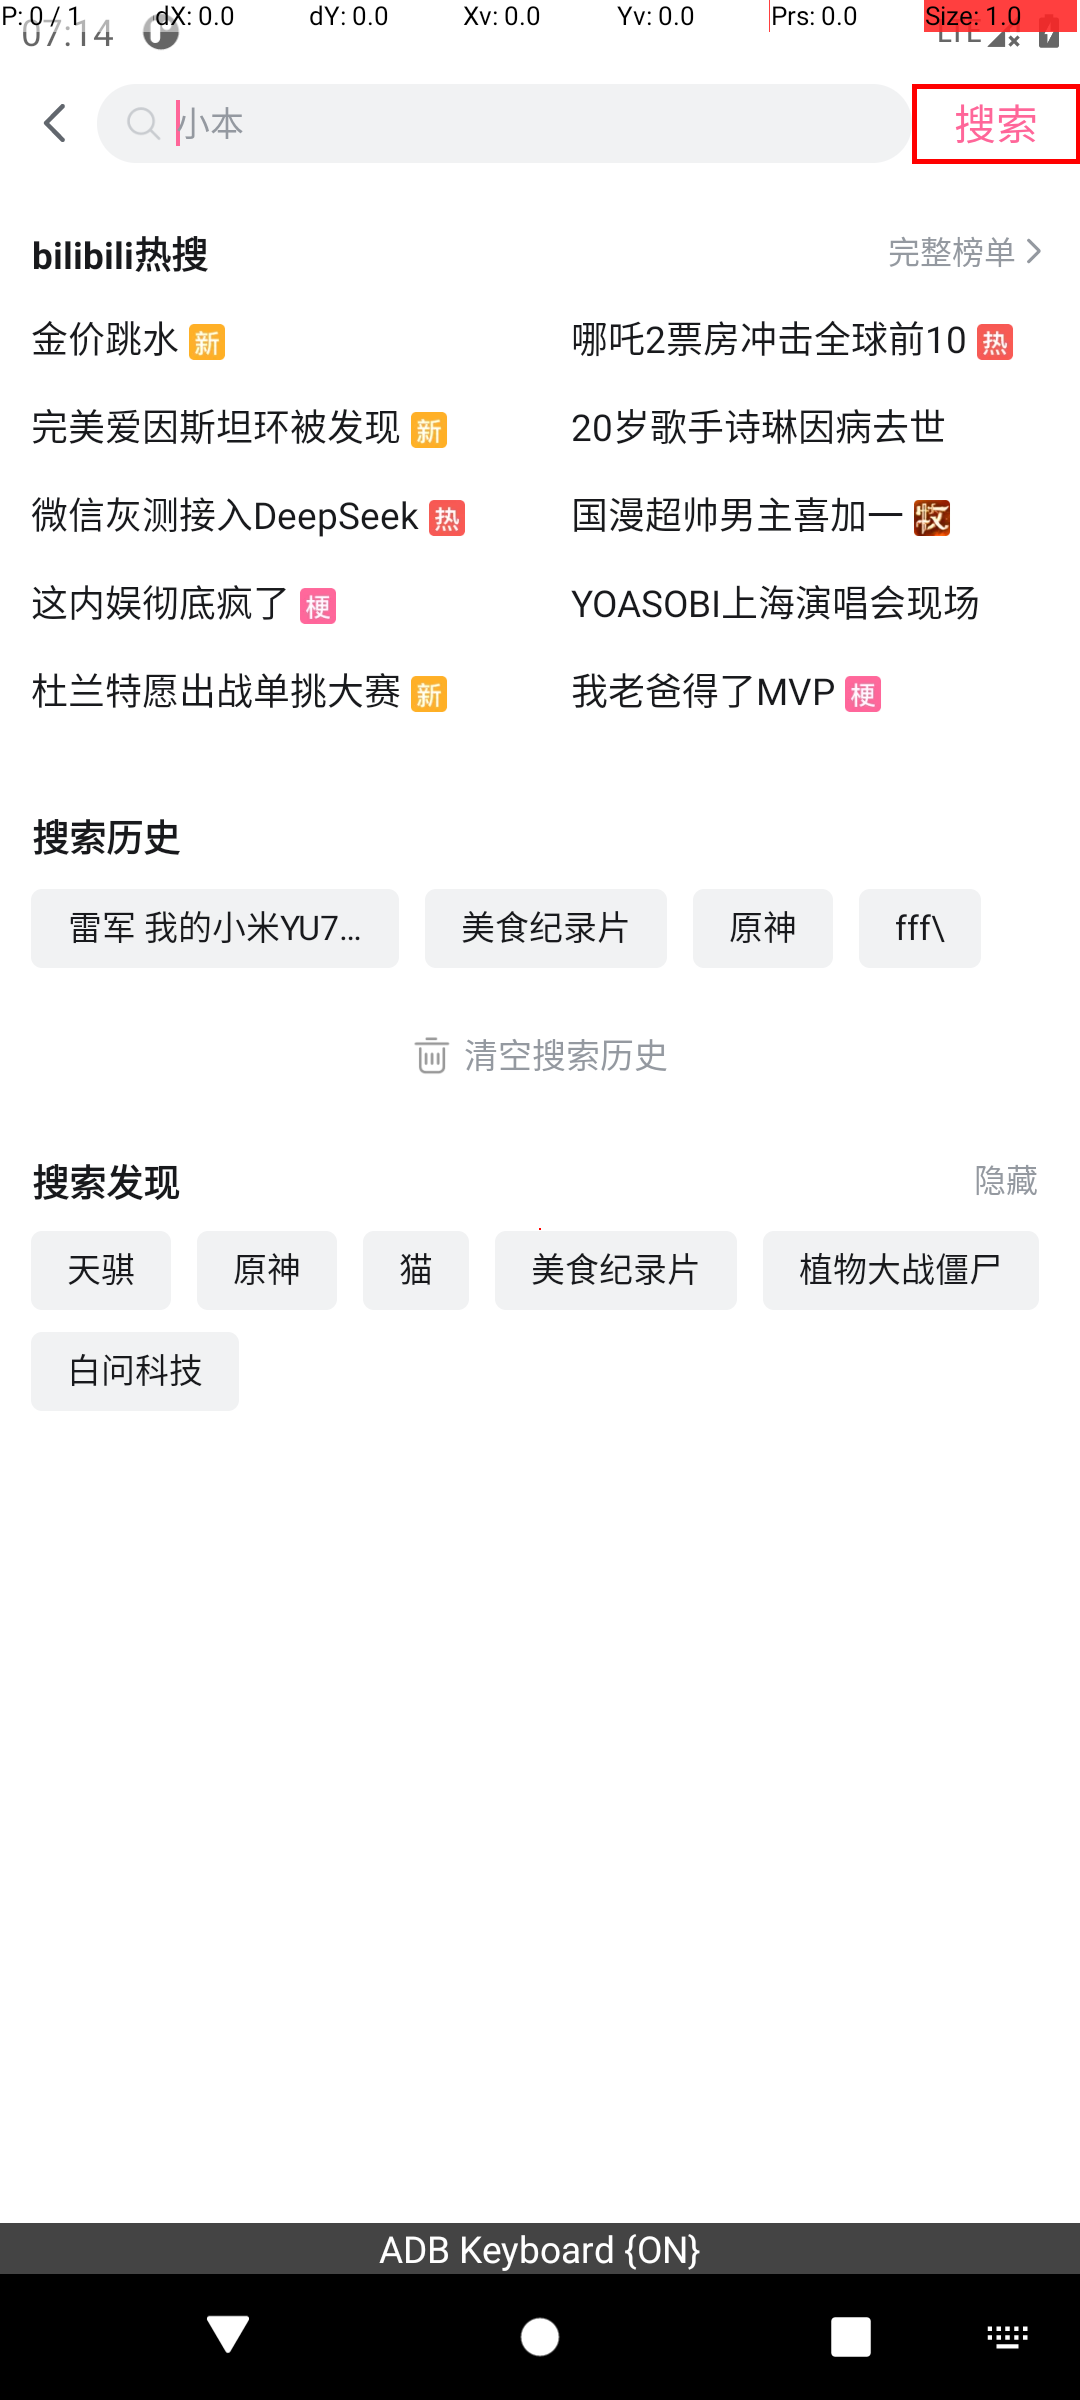 P: 0 / 1 dX: 0.0 dY: 0.0 Xv: 0.0 Yv: 0.0 Prs: 0.0 Size: 1.0
07:14 LTE
小本 搜索
bilibili热搜 完整榜单
金价跳水 新 哪吒2票房冲击全球前10 热
完美爱因斯坦环被发现 新 20岁歌手诗琳因病去世
微信灰测接入DeepSeek 热 国漫超帅男主喜加一 牧
这内娱彻底疯了 梗 YOASOBI上海演唱会现场
杜兰特愿出战单挑大赛 新 我老爸得了MVP 梗
搜索历史
雷军 我的小米YU7... 美食纪录片 原神 fff\
清空搜索历史
搜索发现 隐藏
天骐 原神 猫 美食纪录片 植物大战僵尸
白问科技
ADB Keyboard {ON}